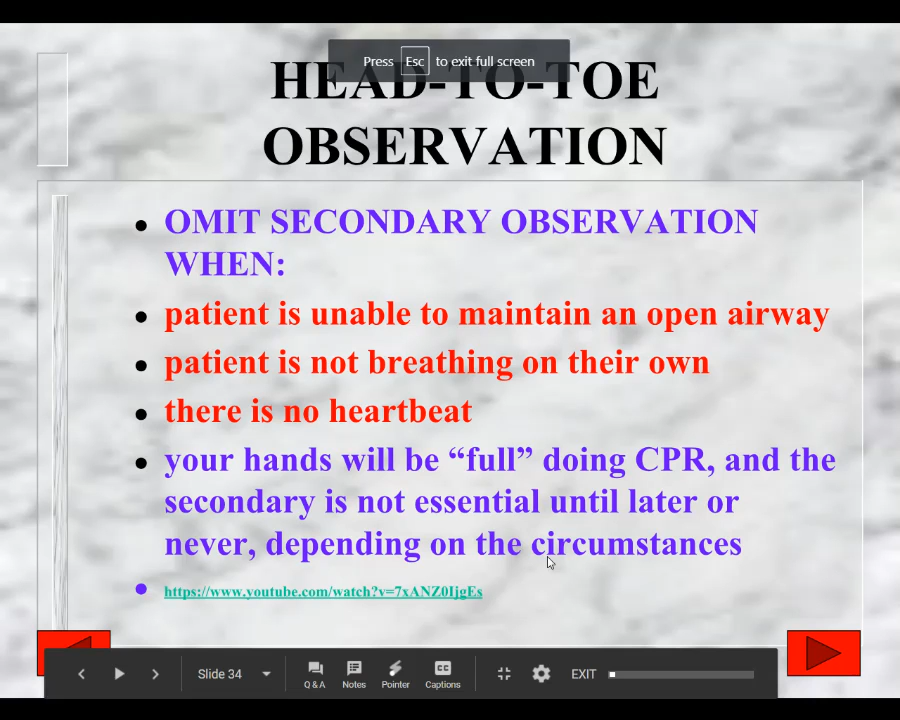 Press Esc to exit full screen
HEAD-TO-TOE
OBSERVATION
OMIT SECONDARY OBSERVATION
WHEN:
patient is unable to maintain an open airway
patient is not breathing on their own
there is no heartbeat
your hands will be “full” doing CPR, and the
secondary is not essential until later or
never, depending on the circumstances
https://www.youtube.com/watch?v=7xANZ0IjgEs
Slide 34
Q & A
Notes
Pointer
CC
Captions
EXIT